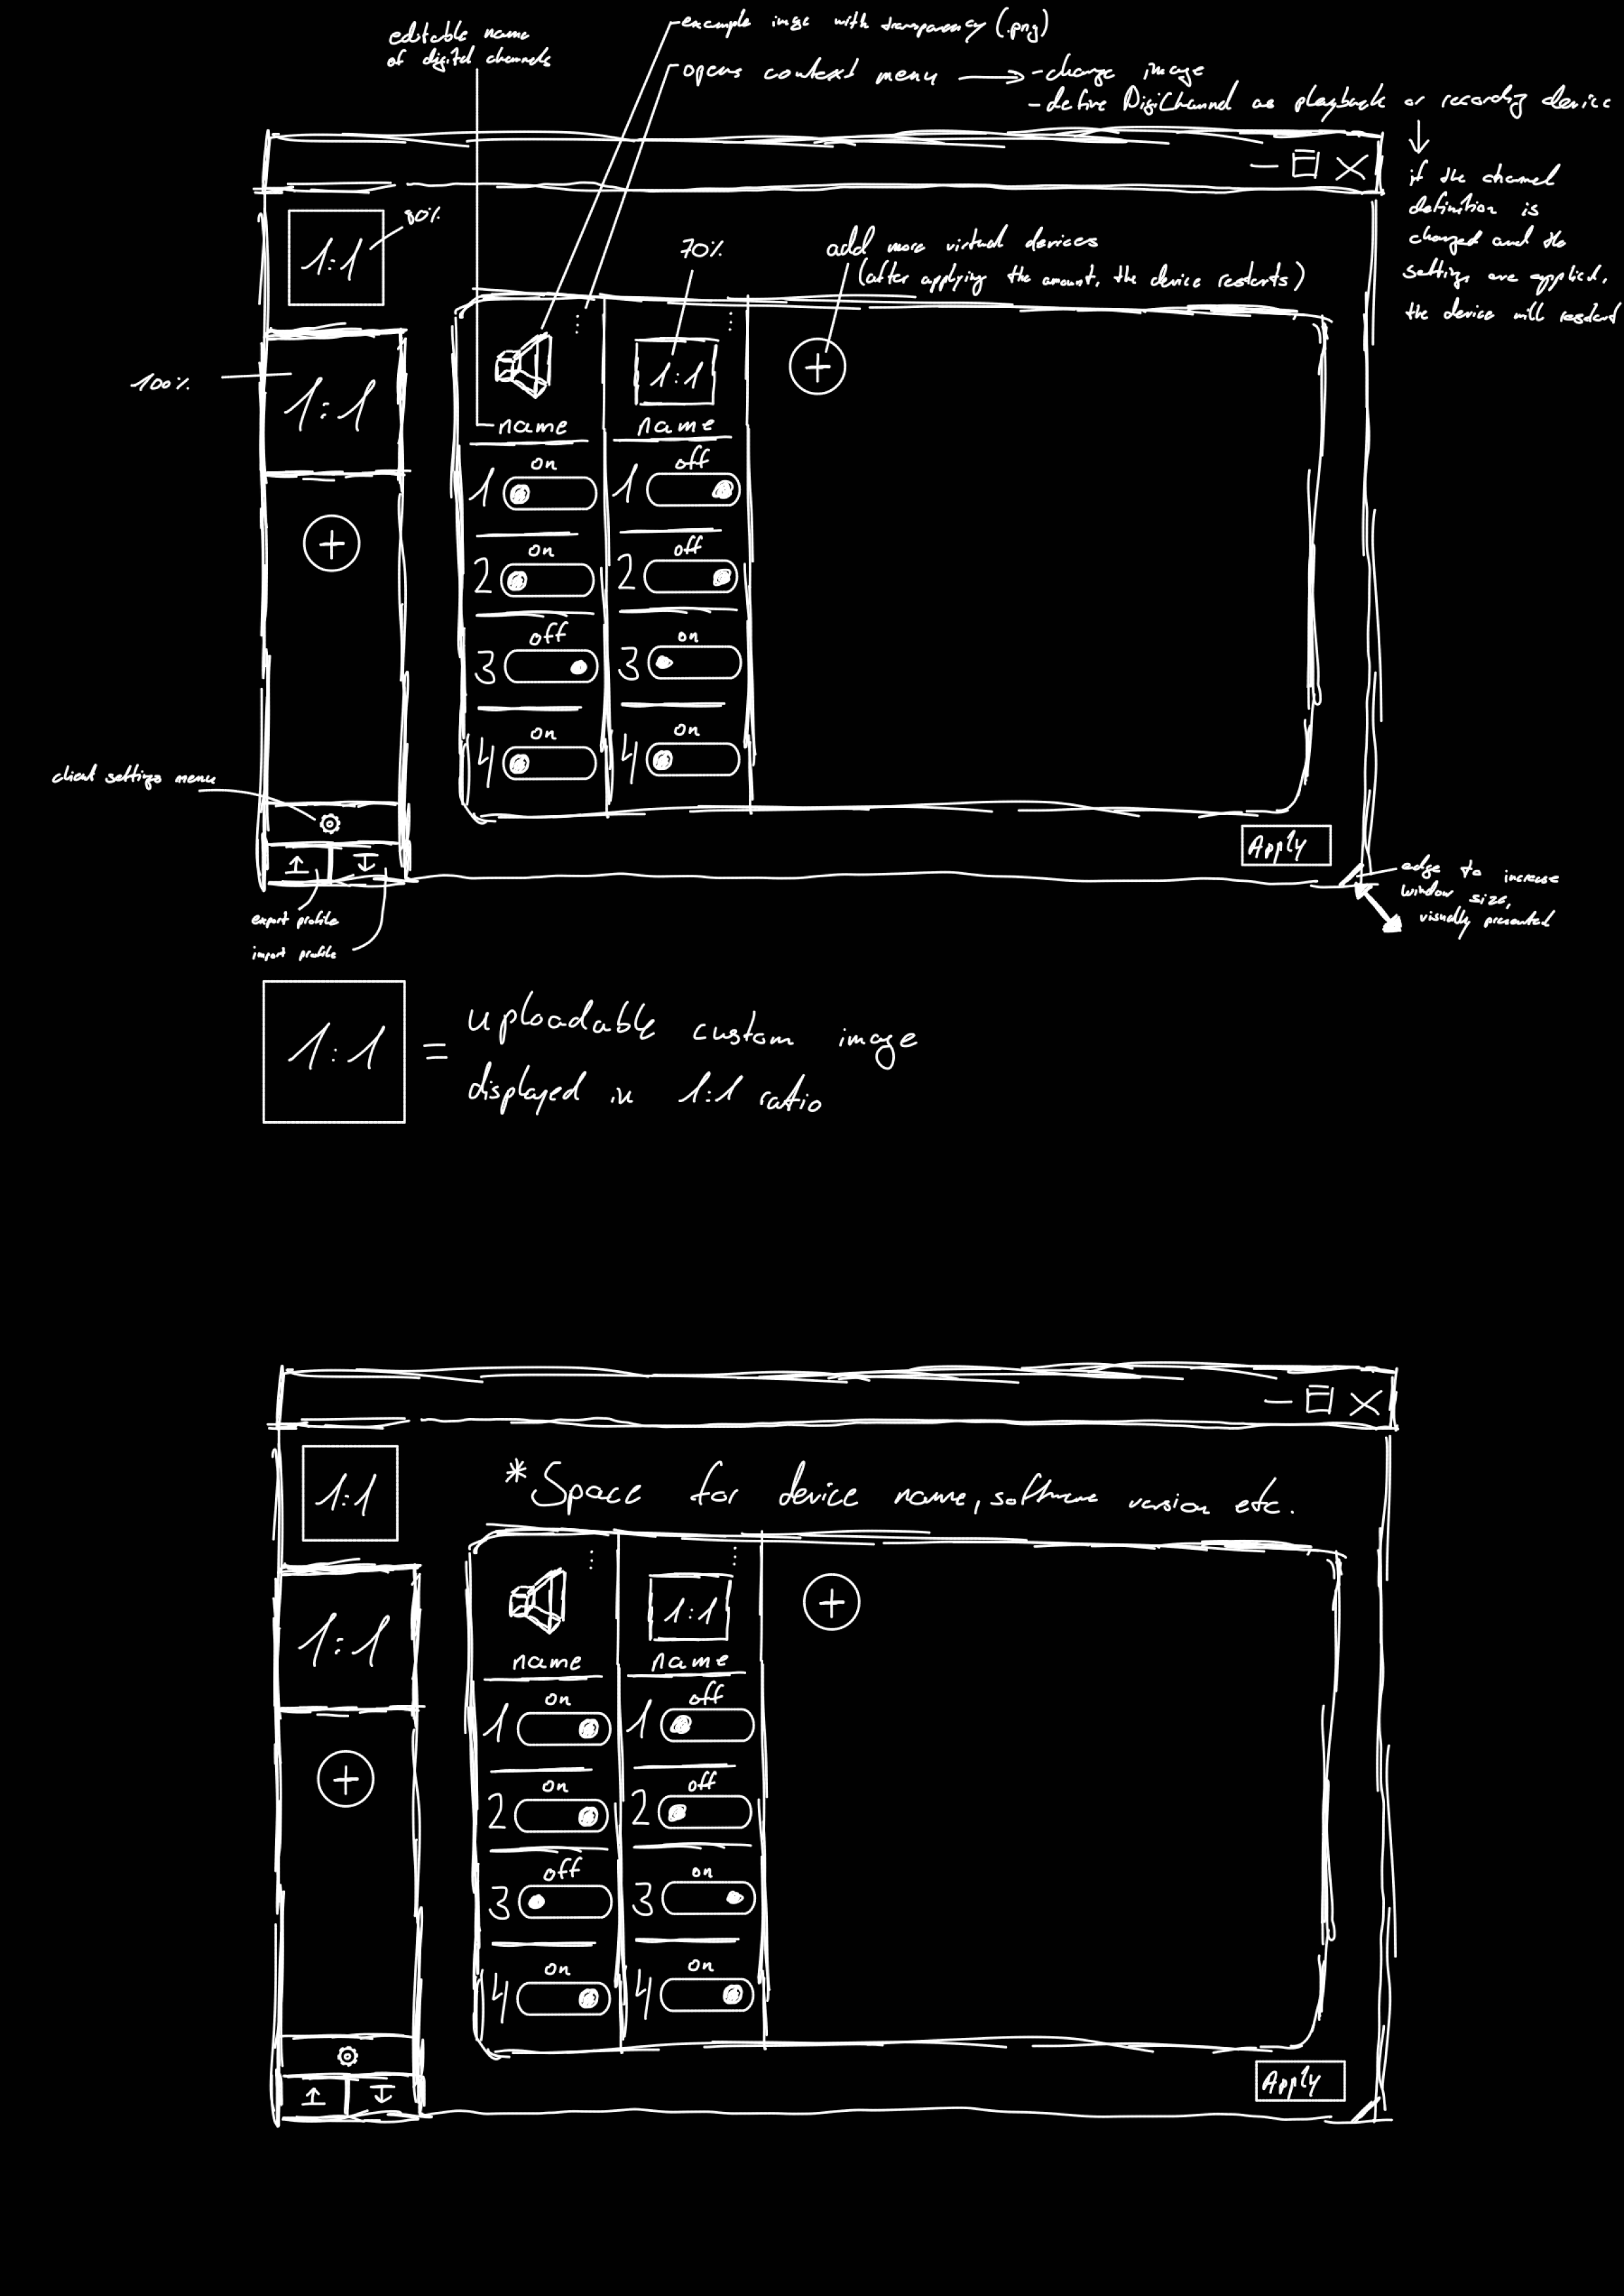 example image with transparency (.png)
editable name
of digital channels
opens context menu → - change image
- define DigiChannel as playback or recording device
if the channel
definition is
changed and the
settings are applied,
the device will restart
80%
1:1
70%
add more virtual devices
(after applying the amount, the device restarts)
100%
1:1
1:1
+
name
name
on
off
1
1
+
on
off
2
2
off
on
3
3
on
on
4
4
client settings menu
Apply
edge to increase
window size,
visually presented
export profile
import profile
1:1 = uploadable custom image
displayed in 1:1 ratio
1:1
*Space for device name, software version etc.
1:1
1:1
+
name
name
on
off
1
1
+
on
off
2
2
off
on
3
3
on
on
4
4
Apply